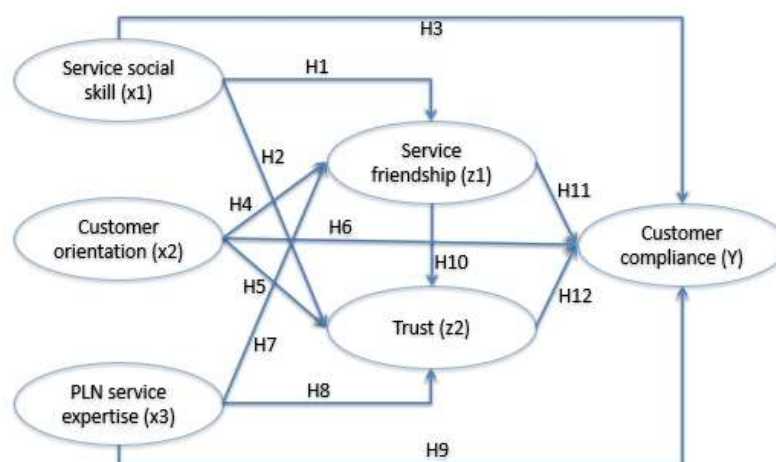 H3
Service social
skill (x1)
H1
H2
Service
friendship (z1)
H4
H11
Customer
orientation (x2)
H6
Customer
compliance (Y)
H10
H5
H12
Trust (z2)
H7
PLN service
expertise (x3)
H8
H9